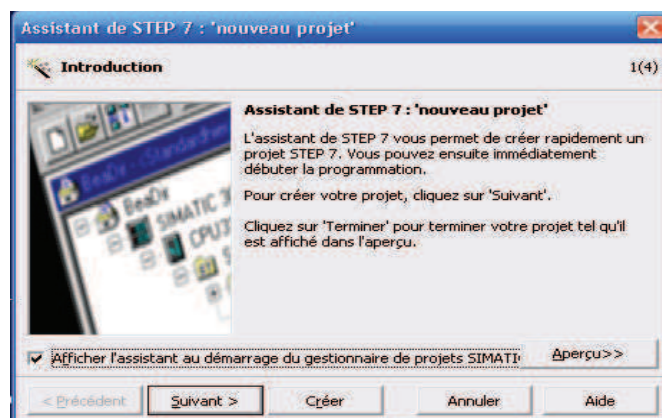 Assistant de STEP 7 : 'nouveau projet'
Introduction
1(4)
BeaDr
SIMATIC 3
CPU3
Assistant de STEP 7 : 'nouveau projet'
L'assistant de STEP 7 vous permet de créer rapidement un
projet STEP 7. Vous pouvez ensuite immédiatement
débuter la programmation.
Pour créer votre projet, cliquez sur 'Suivant'.
Cliquez sur 'Terminer' pour terminer votre projet tel qu'il
est affiché dans l'aperçu.
Afficher l'assistant au démarrage du gestionnaire de projets SIMATI
Aperçu>>
< Précédent
Suivant >
Créer
Annuler
Aide